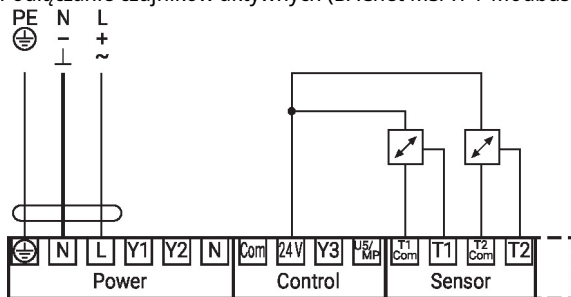 PE N L
− +
⊥ ~
N L Y1 Y2 N Com 24V Y3 U5/MP T1 Com T1 T2 Com T2
Power Control Sensor